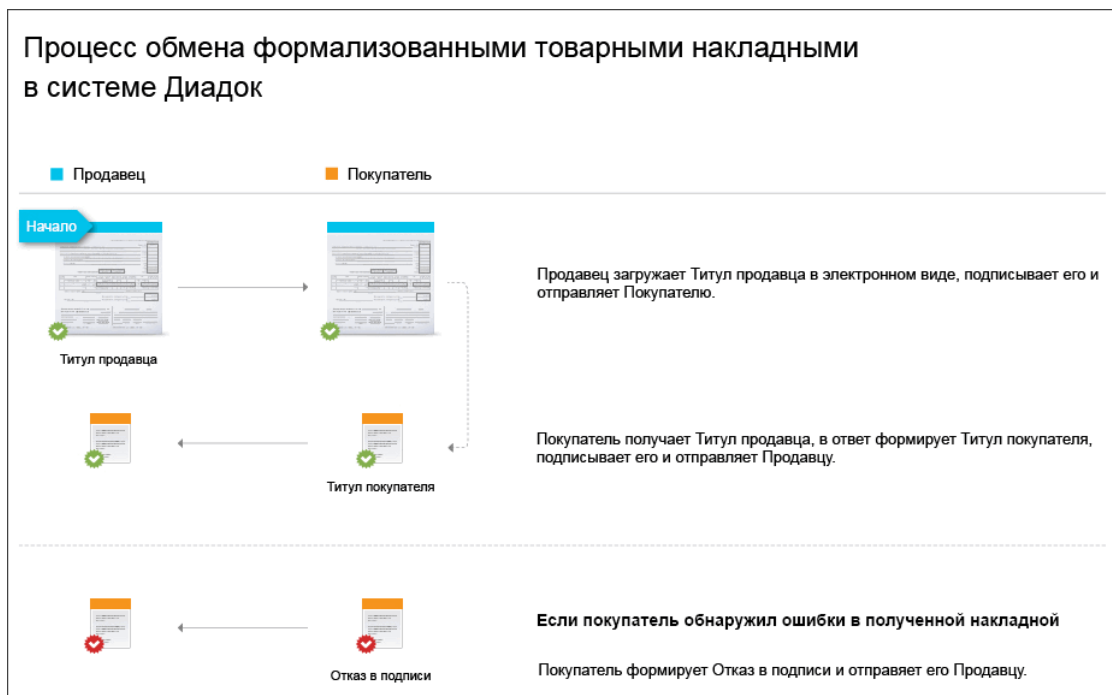 Процесс обмена формализованными товарными накладными
в системе Диадок
Продавец
Покупатель
Начало
Продавец загружает Титул продавца в электронном виде, подписывает его и
отправляет Покупателю.
Титул продавца
Покупатель получает Титул продавца, в ответ формирует Титул покупателя,
подписывает его и отправляет Продавцу.
Титул покупателя
Если покупатель обнаружил ошибки в полученной накладной
Покупатель формирует Отказ в подписи и отправяет его Продавцу.
Отказ в подписи